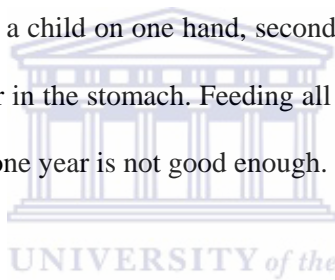 a child on one hand, second
in the stomach. Feeding all
one year is not good enough.
UNIVERSITY of the